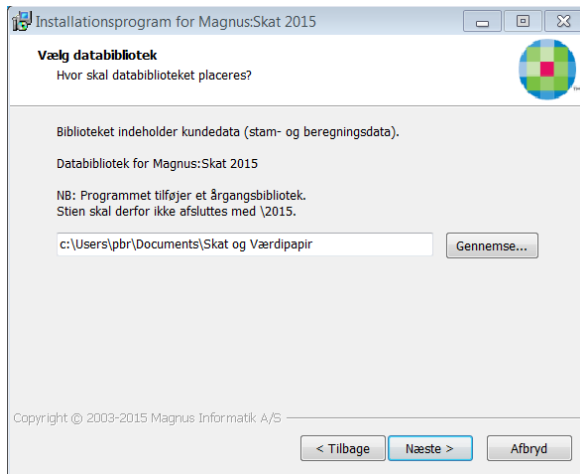 Installationsprogram for Magnus:Skat 2015
Vælg databibliotek
Hvor skal databiblioteket placeres?
Biblioteket indeholder kundedata (stam- og beregningsdata).
Databibliotek for Magnus:Skat 2015
NB: Programmet tilføjer et årgangsbibliotek.
Stien skal derfor ikke afsluttes med \2015.
c:\Users\pbr\Documents\Skat og Værdipapir
Gennemse...
Copyright © 2003-2015 Magnus Informatik A/S
< Tilbage
Næste >
Afbryd